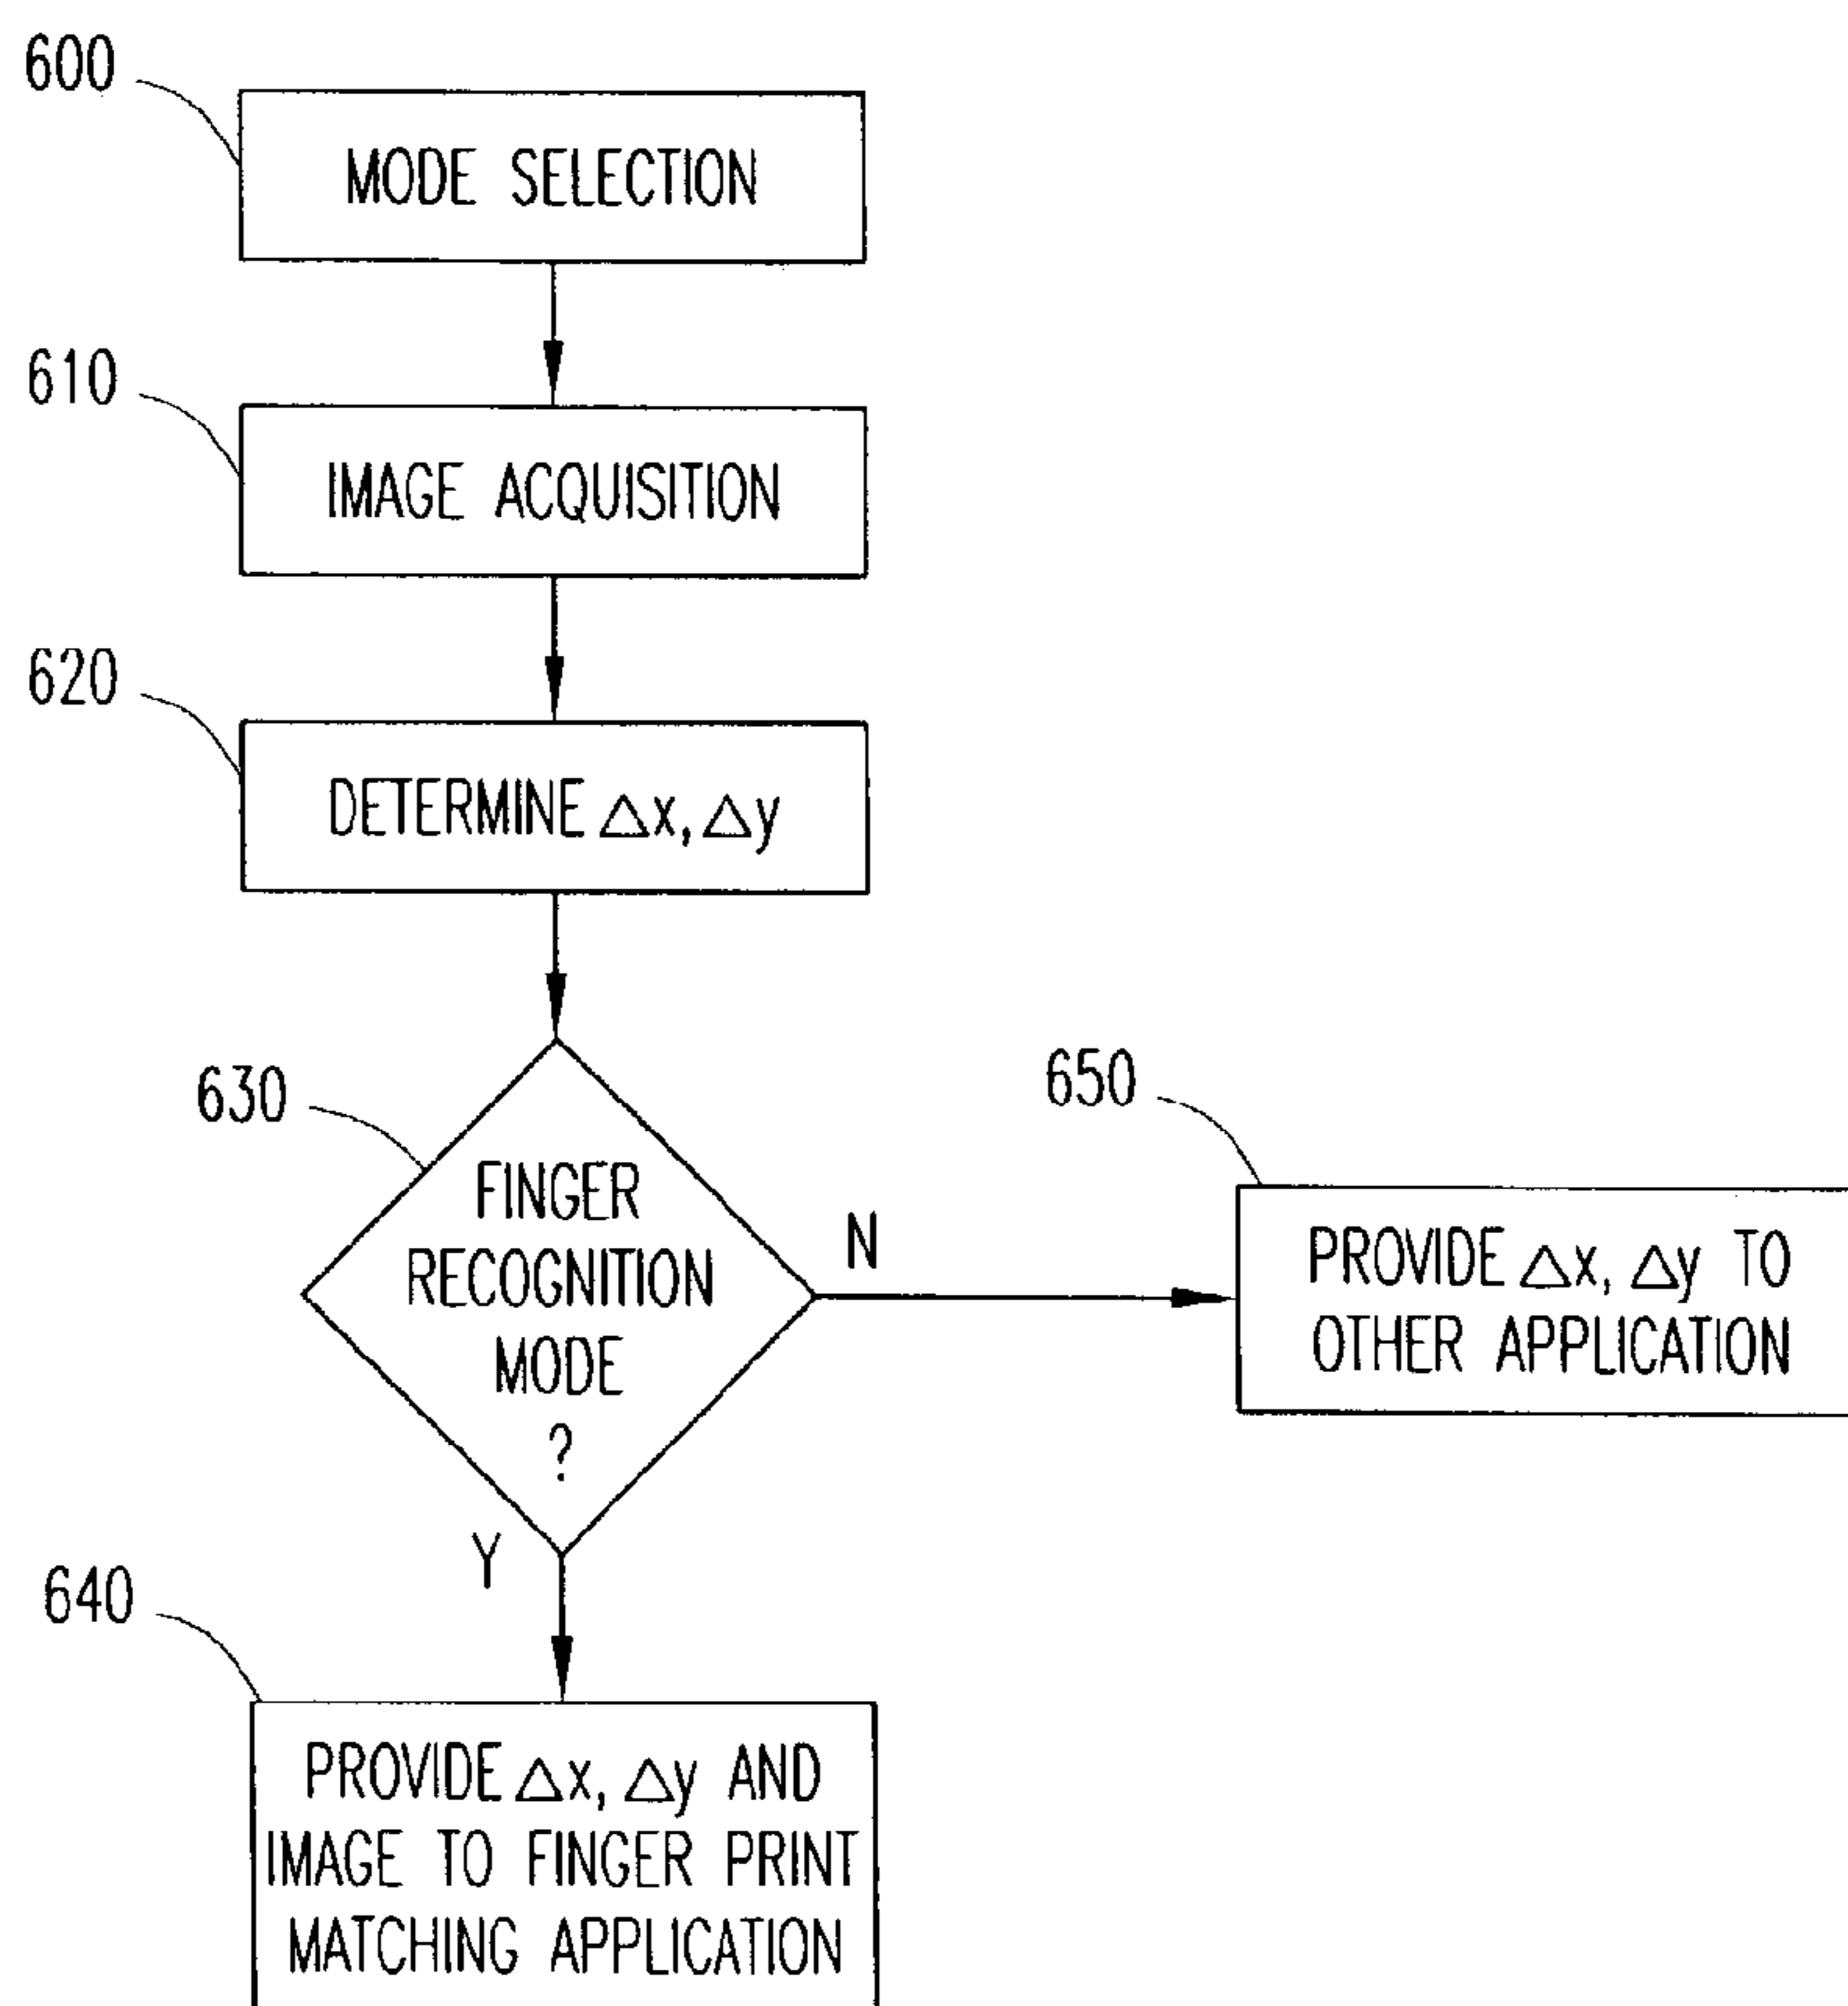 600
MODE SELECTION
610
IMAGE ACQUISITION
620
DETERMINE △x, △y
630
FINGER
RECOGNITION
MODE
?
N
Y
650
PROVIDE △x, △y TO
OTHER APPLICATION
640
PROVIDE △x, △y AND
IMAGE TO FINGER PRINT
MATCHING APPLICATION